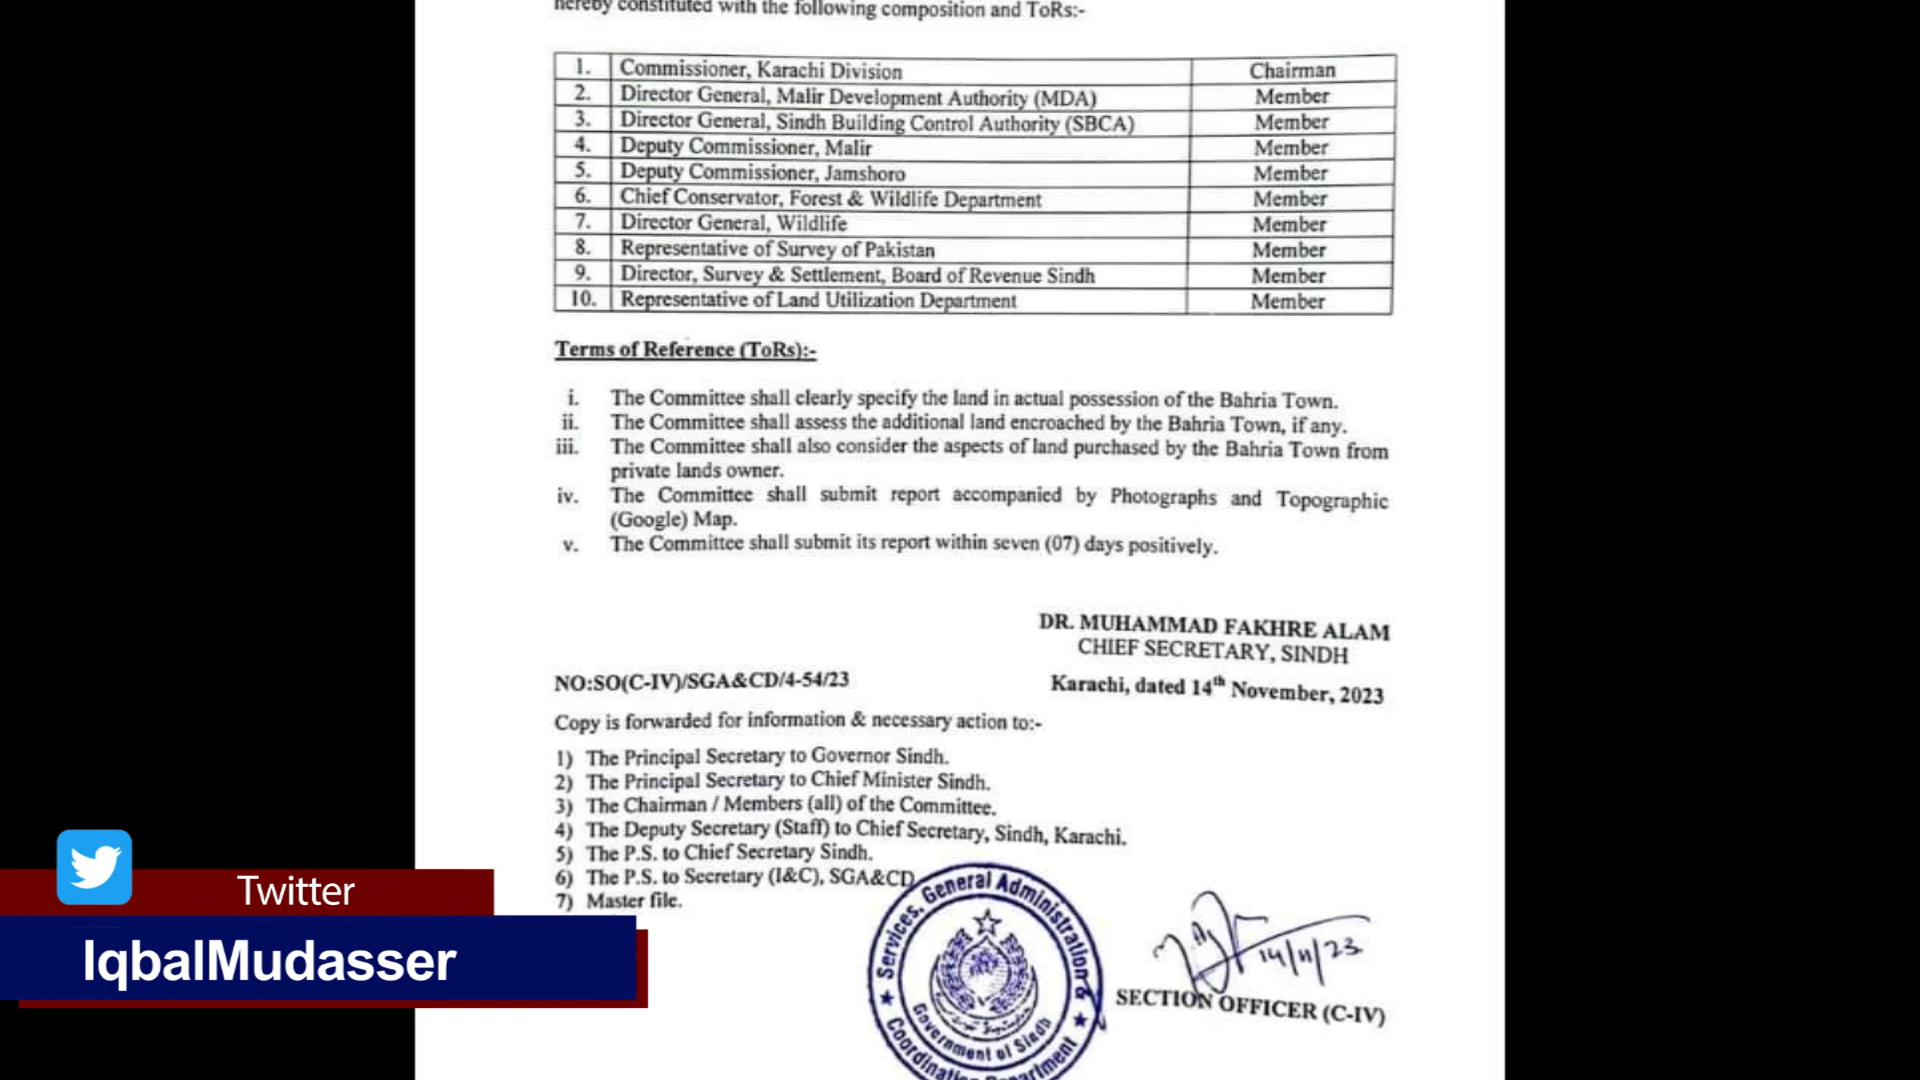 hereby constituted with the following composition and ToRs:-
1. Commissioner, Karachi Division Chairman
2. Director General, Malir Development Authority (MDA) Member
3. Director General, Sindh Building Control Authority (SBCA) Member
4. Deputy Commissioner, Malir Member
5. Deputy Commissioner, Jamshoro Member
6. Chief Conservator, Forest & Wildlife Department Member
7. Director General, Wildlife Member
8. Representative of Survey of Pakistan Member
9. Director, Survey & Settlement, Board of Revenue Sindh Member
10. Representative of Land Utilization Department Member
Terms of Reference (ToRs):-
i. The Committee shall clearly specify the land in actual possession of the Bahria Town.
ii. The Committee shall assess the additional land encroached by the Bahria Town, if any.
iii. The Committee shall also consider the aspects of land purchased by the Bahria Town from
private lands owner.
iv. The Committee shall submit report accompanied by Photographs and Topographic
(Google) Map.
v. The Committee shall submit its report within seven (07) days positively.
DR. MUHAMMAD FAKHRE ALAM
CHIEF SECRETARY, SINDH
NO:SO(C-IV)/SGA&CD/4-54/23 Karachi, dated 14th November, 2023
Copy is forwarded for information & necessary action to:-
1) The Principal Secretary to Governor Sindh.
2) The Principal Secretary to Chief Minister Sindh.
3) The Chairman / Members (all) of the Committee.
4) The Deputy Secretary (Staff) to Chief Secretary, Sindh, Karachi.
5) The P.S. to Chief Secretary Sindh.
6) The P.S. to Secretary (I&C), SGA&CD
7) Master file.
Services, General Administration &
Coordination Department
Government of Sindh
14/11/23
SECTION OFFICER (C-IV)
Twitter
IqbalMudasser